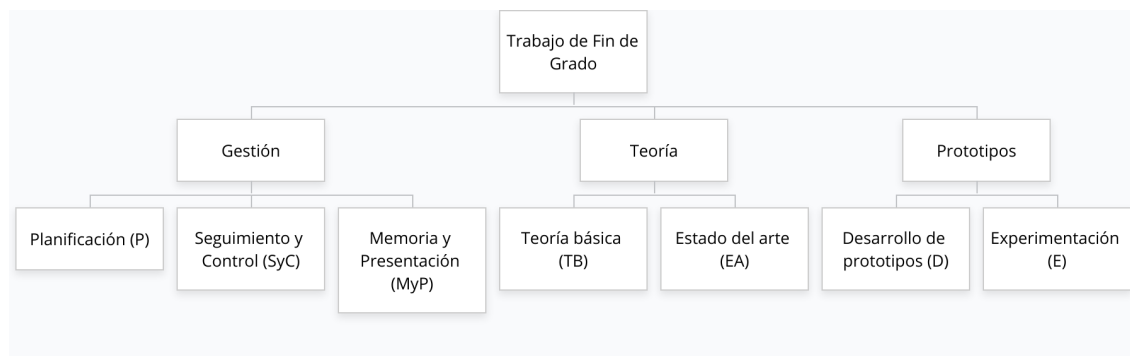 Trabajo de Fin de
Grado
Gestión
Teoría
Prototipos
Planificación (P)
Seguimiento y
Control (SyC)
Memoria y
Presentación
(MyP)
Teoría básica
(TB)
Estado del arte
(EA)
Desarrollo de
prototipos (D)
Experimentación
(E)